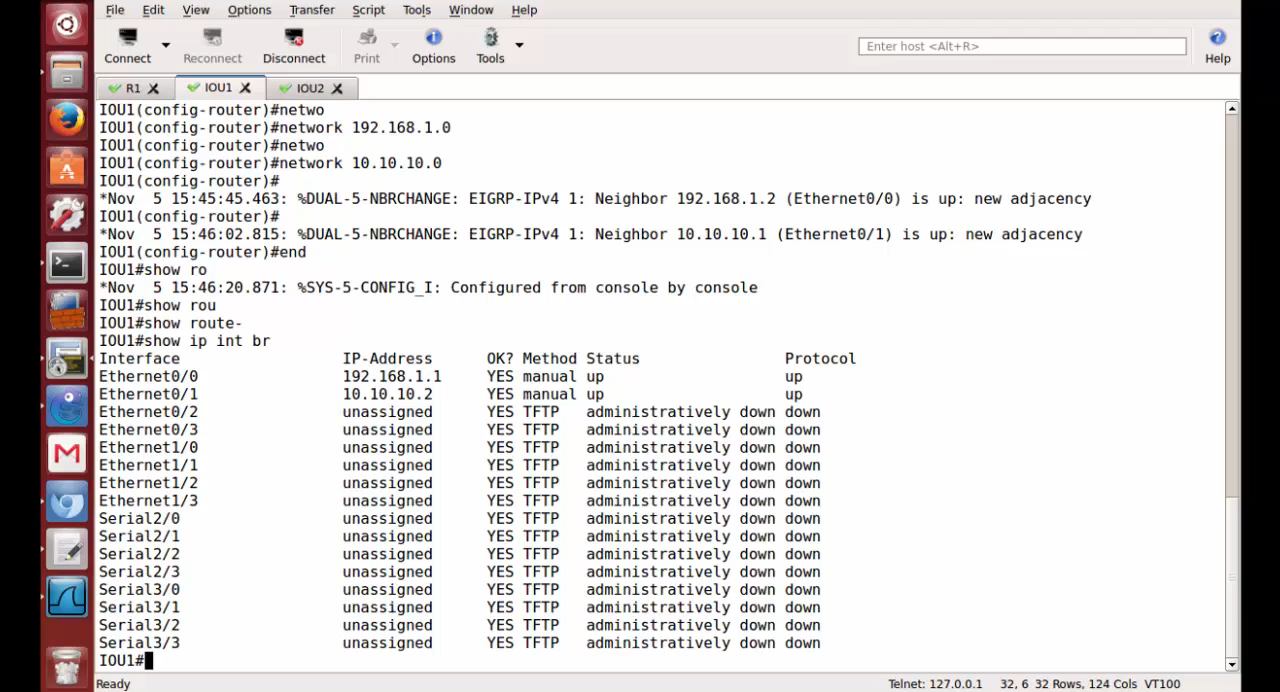 File Edit View Options Transfer Script Tools Window Help
Connect Reconnect Disconnect Print Options Tools Enter host <Alt+R> Help
R1 IOU1 IOU2
IOU1(config-router)#netwo
IOU1(config-router)#network 192.168.1.0
IOU1(config-router)#netwo
IOU1(config-router)#network 10.10.10.0
IOU1(config-router)#
*Nov  5 15:45:45.463: %DUAL-5-NBRCHANGE: EIGRP-IPv4 1: Neighbor 192.168.1.2 (Ethernet0/0) is up: new adjacency
IOU1(config-router)#
*Nov  5 15:46:02.815: %DUAL-5-NBRCHANGE: EIGRP-IPv4 1: Neighbor 10.10.10.1 (Ethernet0/1) is up: new adjacency
IOU1(config-router)#end
IOU1#show ro
*Nov  5 15:46:20.871: %SYS-5-CONFIG_I: Configured from console by console
IOU1#show rou
IOU1#show route-
IOU1#show ip int br
Interface IP-Address OK? Method Status Protocol
Ethernet0/0 192.168.1.1 YES manual up up
Ethernet0/1 10.10.10.2 YES manual up up
Ethernet0/2 unassigned YES TFTP administratively down down
Ethernet0/3 unassigned YES TFTP administratively down down
Ethernet1/0 unassigned YES TFTP administratively down down
Ethernet1/1 unassigned YES TFTP administratively down down
Ethernet1/2 unassigned YES TFTP administratively down down
Ethernet1/3 unassigned YES TFTP administratively down down
Serial2/0 unassigned YES TFTP administratively down down
Serial2/1 unassigned YES TFTP administratively down down
Serial2/2 unassigned YES TFTP administratively down down
Serial2/3 unassigned YES TFTP administratively down down
Serial3/0 unassigned YES TFTP administratively down down
Serial3/1 unassigned YES TFTP administratively down down
Serial3/2 unassigned YES TFTP administratively down down
Serial3/3 unassigned YES TFTP administratively down down
IOU1#
Ready Telnet: 127.0.0.1 32, 6 32 Rows, 124 Cols VT100